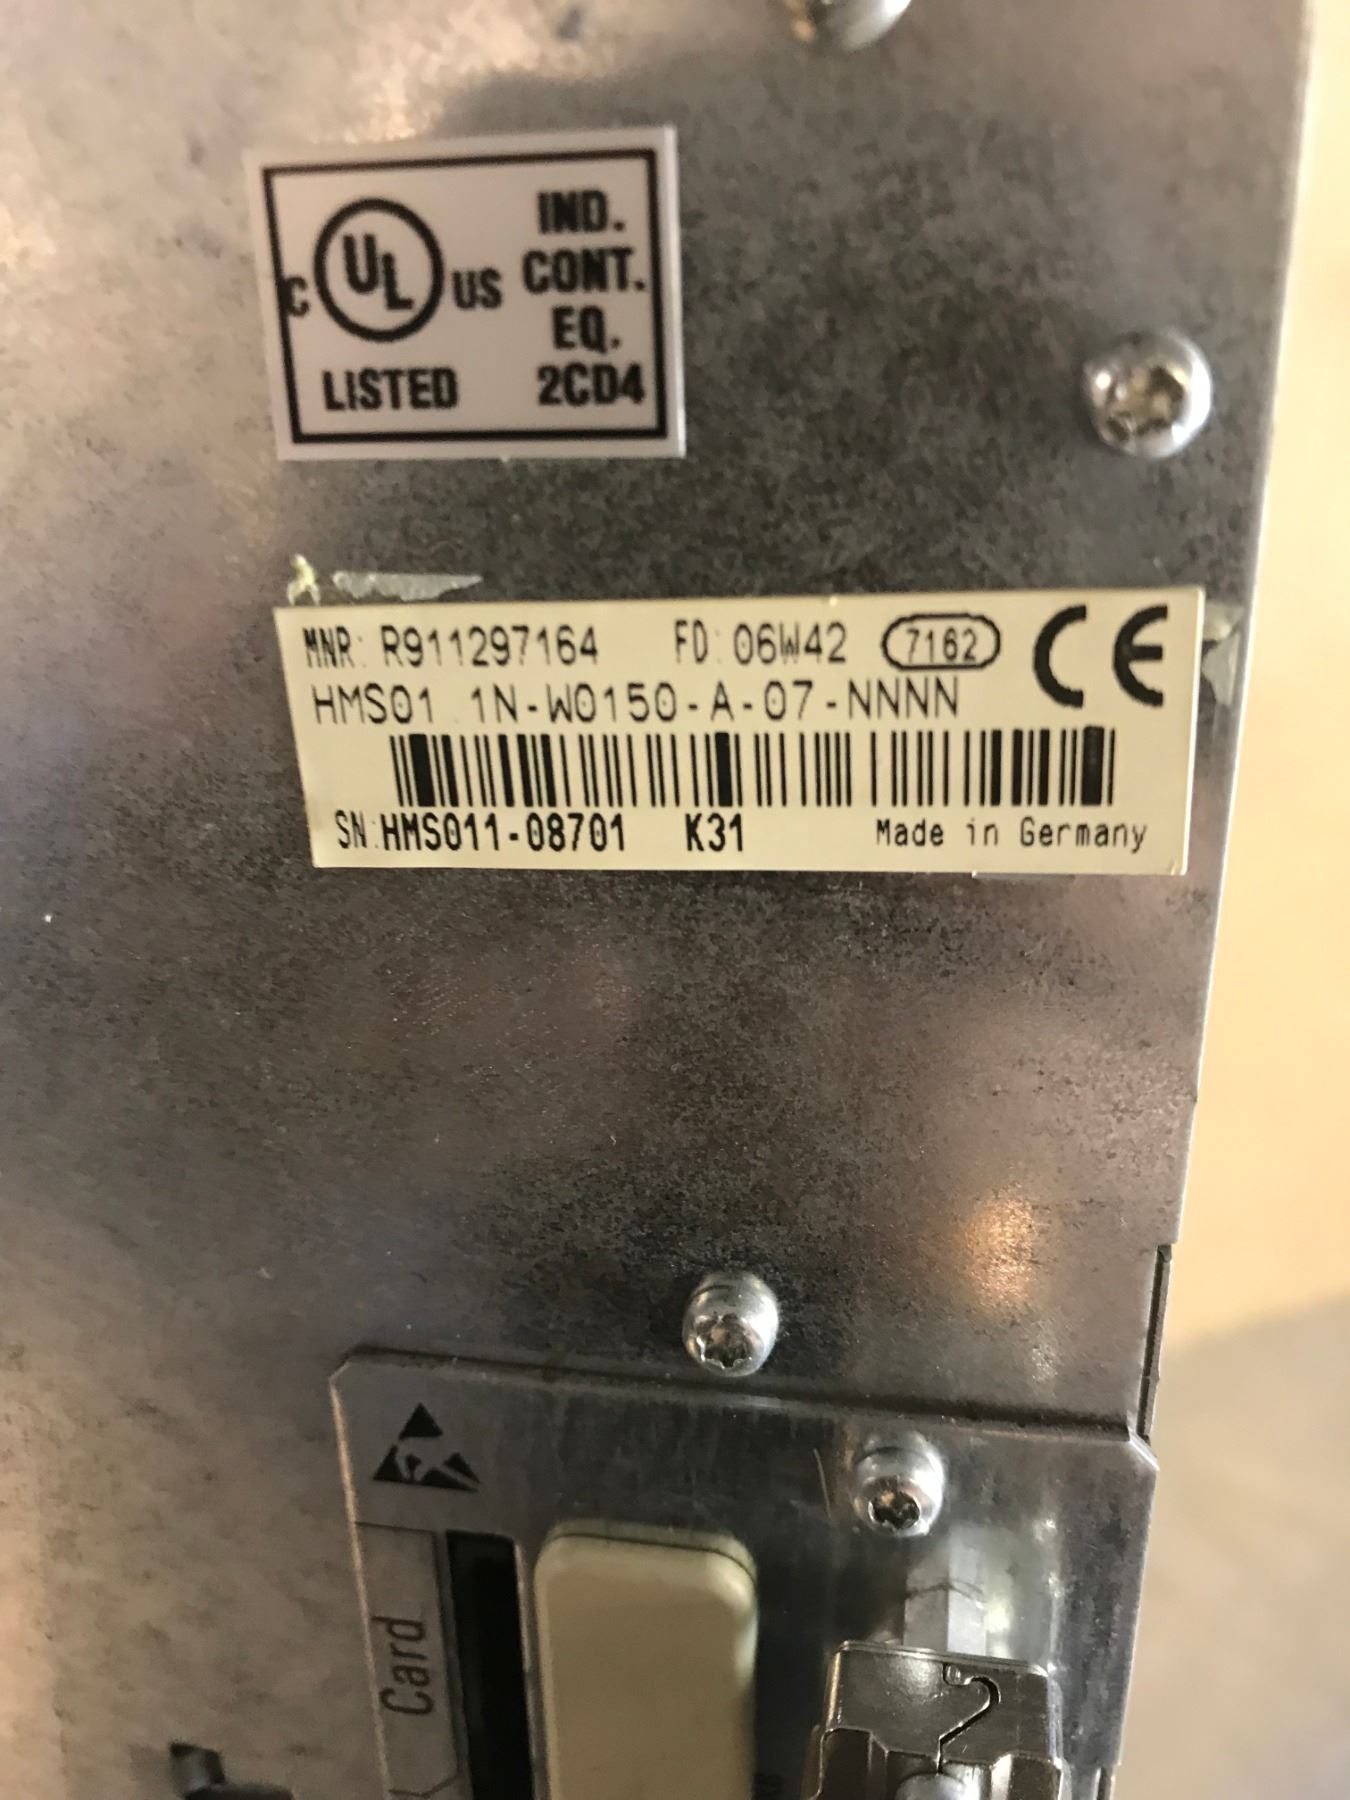 IND.
CONT.
EQ.
C UL US
LISTED 2CD4
MNR: R911297164 FD: 06W42 7162 CE
HMS01.1N-W0150-A-07-NNNN
SN:HMS011-08701 K31 Made in Germany
Card